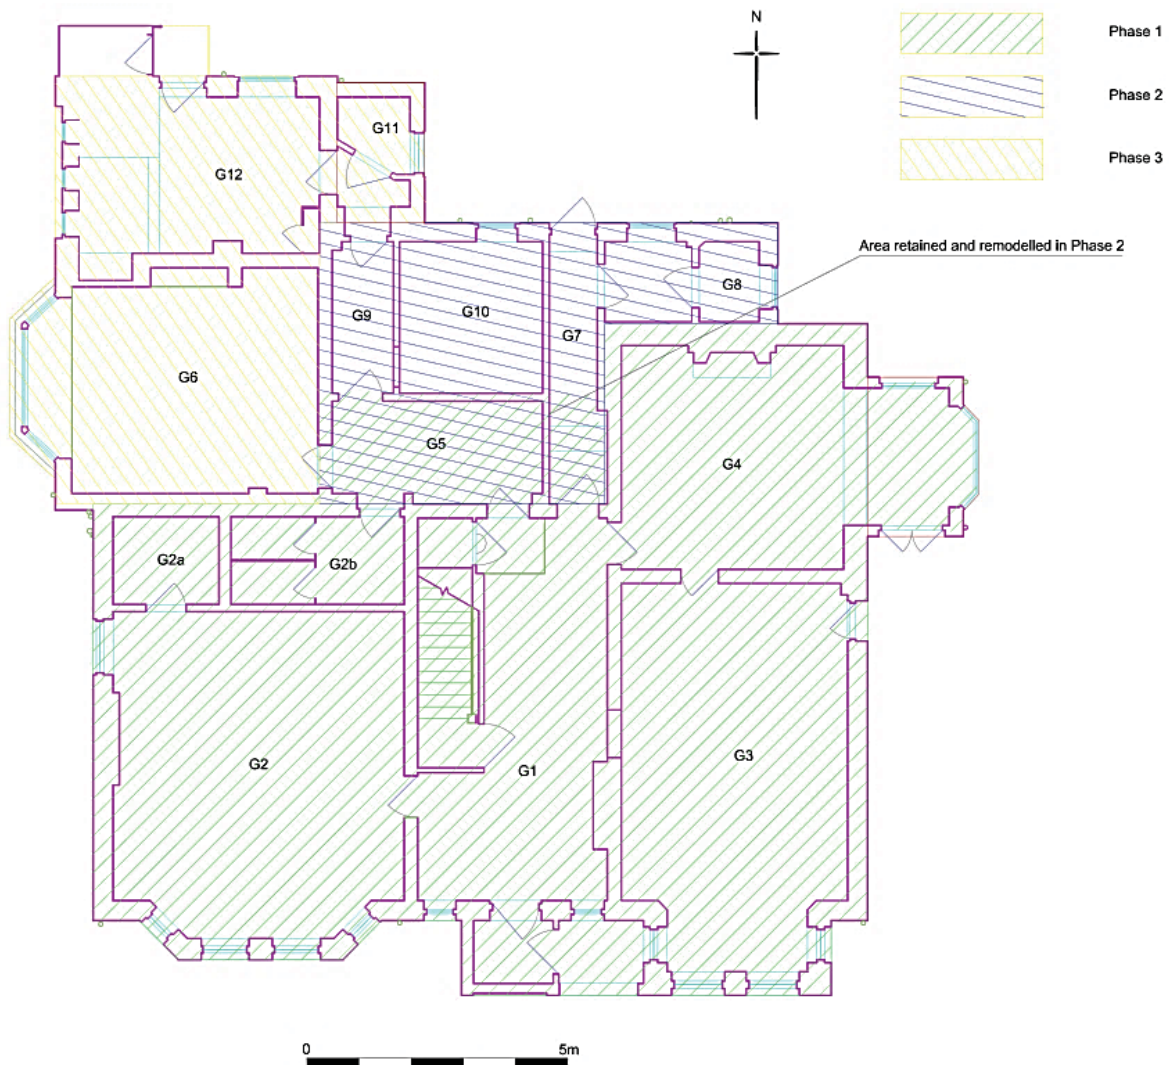 N
Phase 1
Phase 2
Phase 3
G11
G12
Area retained and remodelled in Phase 2
G8
G9
G10
G7
G6
G5
G4
G2a
G2b
G2
G1
G3
0 5m